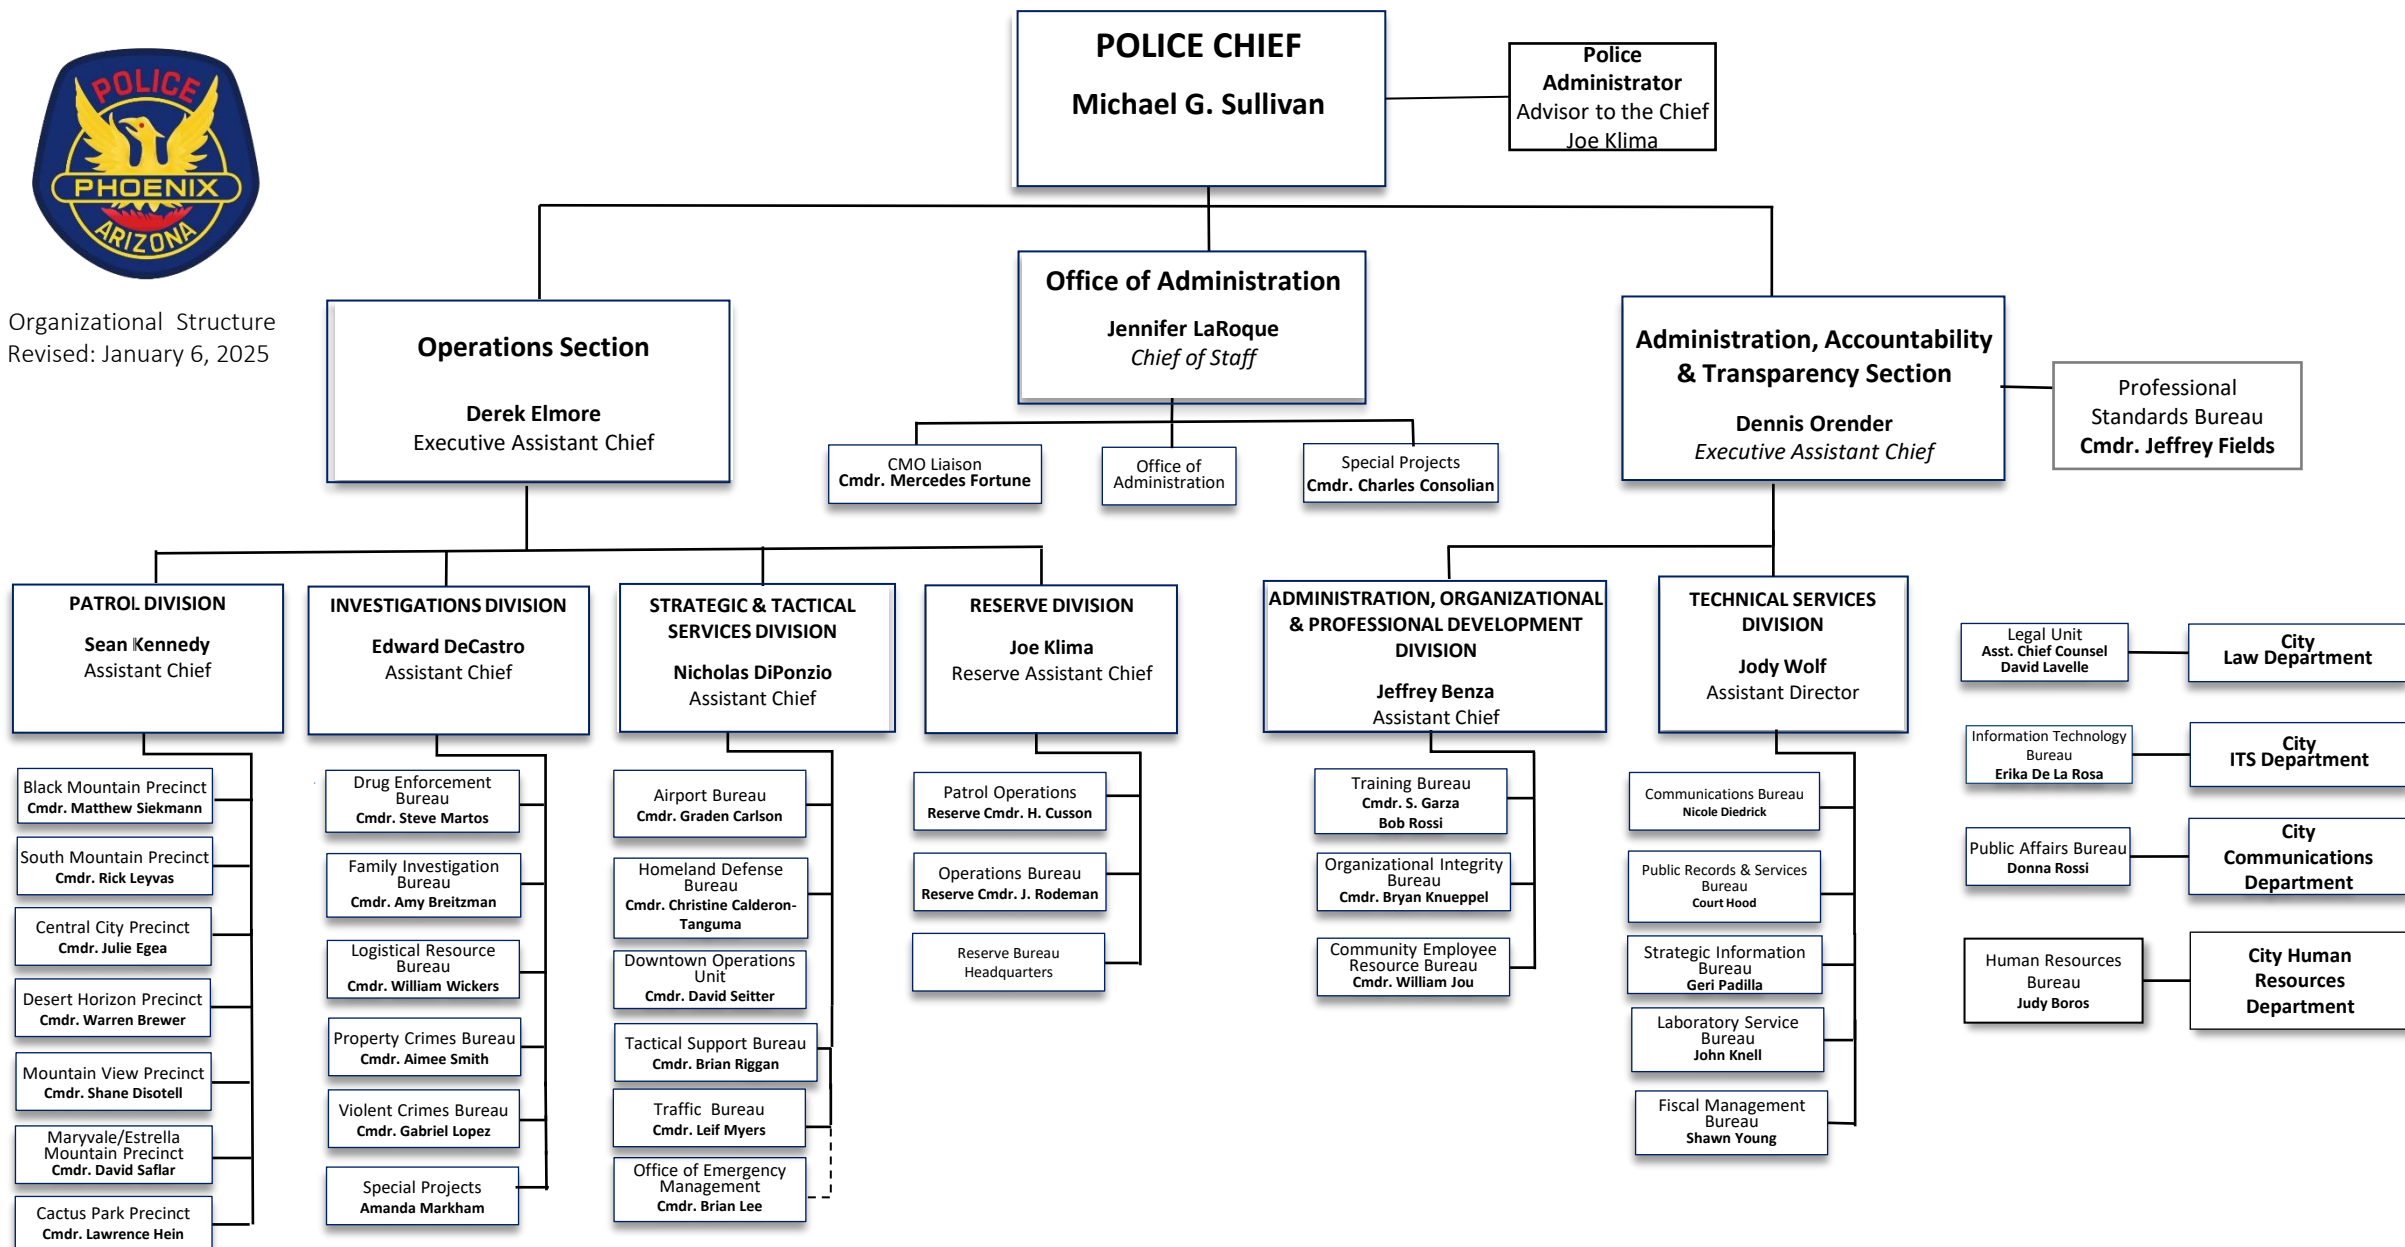 POLICE
PHOENIX
ARIZONA
Organizational Structure
Revised: January 6, 2025
POLICE CHIEF
Michael G. Sullivan
Police
Administrator
Advisor to the Chief
Joe Klima
Operations Section
Derek Elmore
Executive Assistant Chief
Office of Administration
Jennifer LaRoque
Chief of Staff
Administration, Accountability
& Transparency Section
Dennis Orender
Executive Assistant Chief
Professional
Standards Bureau
Cmdr. Jeffrey Fields
CMO Liaison
Cmdr. Mercedes Fortune
Office of
Administration
Special Projects
Cmdr. Charles Consolian
PATROL DIVISION
Sean Kennedy
Assistant Chief
Black Mountain Precinct
Cmdr. Matthew Siekmann
South Mountain Precinct
Cmdr. Rick Leyvas
Central City Precinct
Cmdr. Julie Egea
Desert Horizon Precinct
Cmdr. Warren Brewer
Mountain View Precinct
Cmdr. Shane Disotell
Maryvale/Estrella
Mountain Precinct
Cmdr. David Saflar
Cactus Park Precinct
Cmdr. Lawrence Hein
INVESTIGATIONS DIVISION
Edward DeCastro
Assistant Chief
Drug Enforcement
Bureau
Cmdr. Steve Martos
Family Investigation
Bureau
Cmdr. Amy Breitzman
Logistical Resource
Bureau
Cmdr. William Wickers
Property Crimes Bureau
Cmdr. Aimee Smith
Violent Crimes Bureau
Cmdr. Gabriel Lopez
Special Projects
Amanda Markham
STRATEGIC & TACTICAL
SERVICES DIVISION
Nicholas DiPonzio
Assistant Chief
Airport Bureau
Cmdr. Graden Carlson
Homeland Defense
Bureau
Cmdr. Christine Calderon-
Tanguma
Downtown Operations
Unit
Cmdr. David Seitter
Tactical Support Bureau
Cmdr. Brian Riggan
Traffic Bureau
Cmdr. Leif Myers
Office of Emergency
Management
Cmdr. Brian Lee
RESERVE DIVISION
Joe Klima
Reserve Assistant Chief
Patrol Operations
Reserve Cmdr. H. Cusson
Operations Bureau
Reserve Cmdr. J. Rodeman
Reserve Bureau
Headquarters
ADMINISTRATION, ORGANIZATIONAL
& PROFESSIONAL DEVELOPMENT
DIVISION
Jeffrey Benza
Assistant Chief
Training Bureau
Cmdr. S. Garza
Bob Rossi
Organizational Integrity
Bureau
Cmdr. Bryan Knueppel
Community Employee
Resource Bureau
Cmdr. William Jou
TECHNICAL SERVICES
DIVISION
Jody Wolf
Assistant Director
Communications Bureau
Nicole Diedrick
Public Records & Services
Bureau
Court Hood
Strategic Information
Bureau
Geri Padilla
Laboratory Service
Bureau
John Knell
Fiscal Management
Bureau
Shawn Young
Legal Unit
Asst. Chief Counsel
David Lavelle
City
Law Department
Information Technology
Bureau
Erika De La Rosa
City
ITS Department
Public Affairs Bureau
Donna Rossi
City
Communications
Department
Human Resources
Bureau
Judy Boros
City Human
Resources
Department